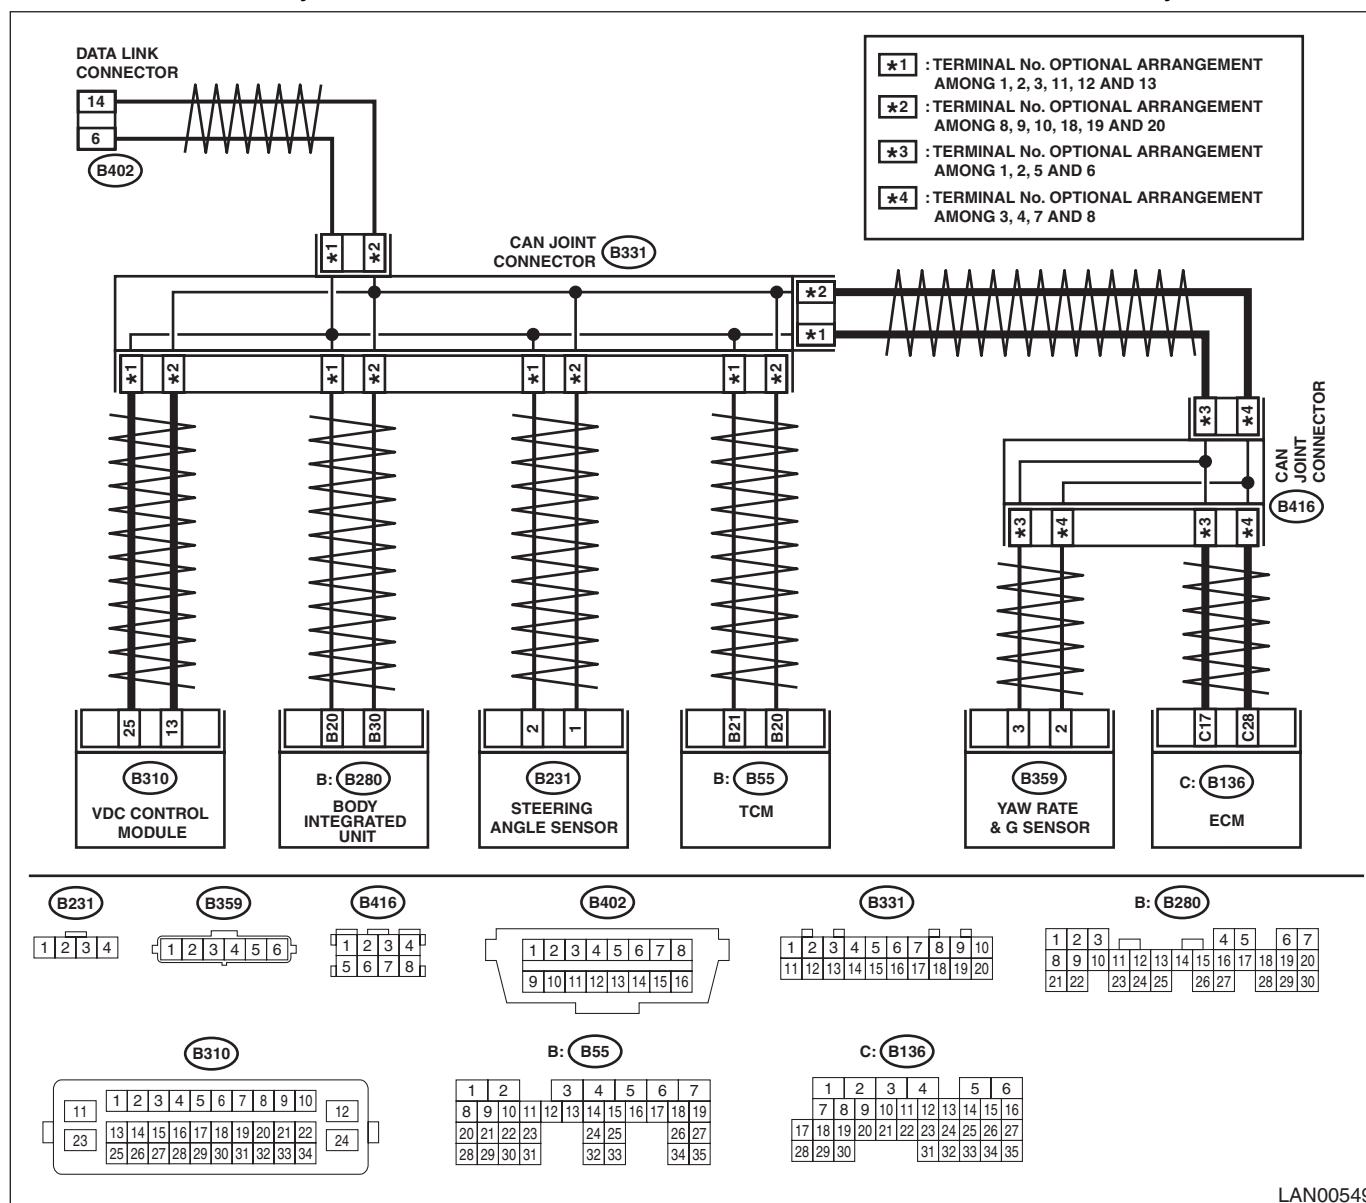 DATA LINK
CONNECTOR
14
6
B402
*1 : TERMINAL No. OPTIONAL ARRANGEMENT
AMONG 1, 2, 3, 11, 12 AND 13
*2 : TERMINAL No. OPTIONAL ARRANGEMENT
AMONG 8, 9, 10, 18, 19 AND 20
*3 : TERMINAL No. OPTIONAL ARRANGEMENT
AMONG 1, 2, 5 AND 6
*4 : TERMINAL No. OPTIONAL ARRANGEMENT
AMONG 3, 4, 7 AND 8
*1 *2
CAN JOINT
CONNECTOR
B331
*2
*1
*1 *2 *1 *2 *1 *2 *1 *2
*3 *4
CAN
JOINT
CONNECTOR
B416
*3 *4 *3 *4
25 13 B20 B30 2 1 B21 B20 3 2 C17 C28
B310
VDC CONTROL
MODULE
B: B280
BODY
INTEGRATED
UNIT
B231
STEERING
ANGLE SENSOR
B: B55
TCM
B359
YAW RATE
& G SENSOR
C: B136
ECM
B231
1 2 3 4
B359
1 2 3 4 5 6
B416
1 2 3 4
5 6 7 8
B402
1 2 3 4 5 6 7 8
9 10 11 12 13 14 15 16
B331
1 2 3 4 5 6 7 8 9 10
11 12 13 14 15 16 17 18 19 20
B: B280
1 2 3 4 5 6 7
8 9 10 11 12 13 14 15 16 17 18 19 20
21 22 23 24 25 26 27 28 29 30
B310
11 1 2 3 4 5 6 7 8 9 10 12
23 13 14 15 16 17 18 19 20 21 22 24
25 26 27 28 29 30 31 32 33 34
B: B55
1 2 3 4 5 6 7
8 9 10 11 12 13 14 15 16 17 18 19
20 21 22 23 24 25 26 27
28 29 30 31 32 33 34 35
C: B136
1 2 3 4 5 6
7 8 9 10 11 12 13 14 15 16
17 18 19 20 21 22 23 24 25 26 27
28 29 30 31 32 33 34 35
LAN00549